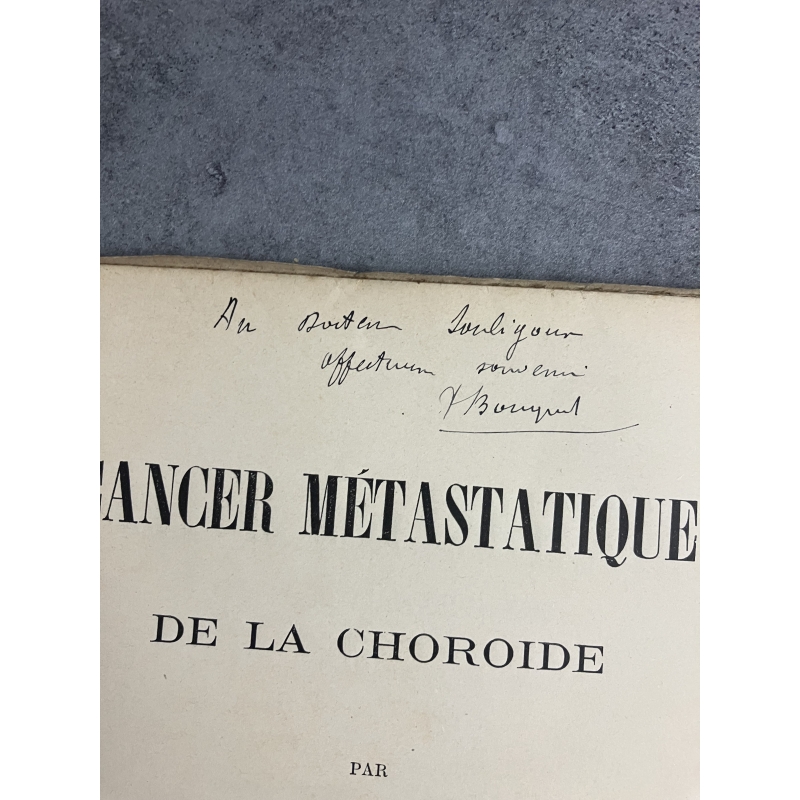 Au Docteur Souligoux
affectueux souvenir
Bouquet
CANCER MÉTASTATIQUE
DE LA CHOROIDE
PAR